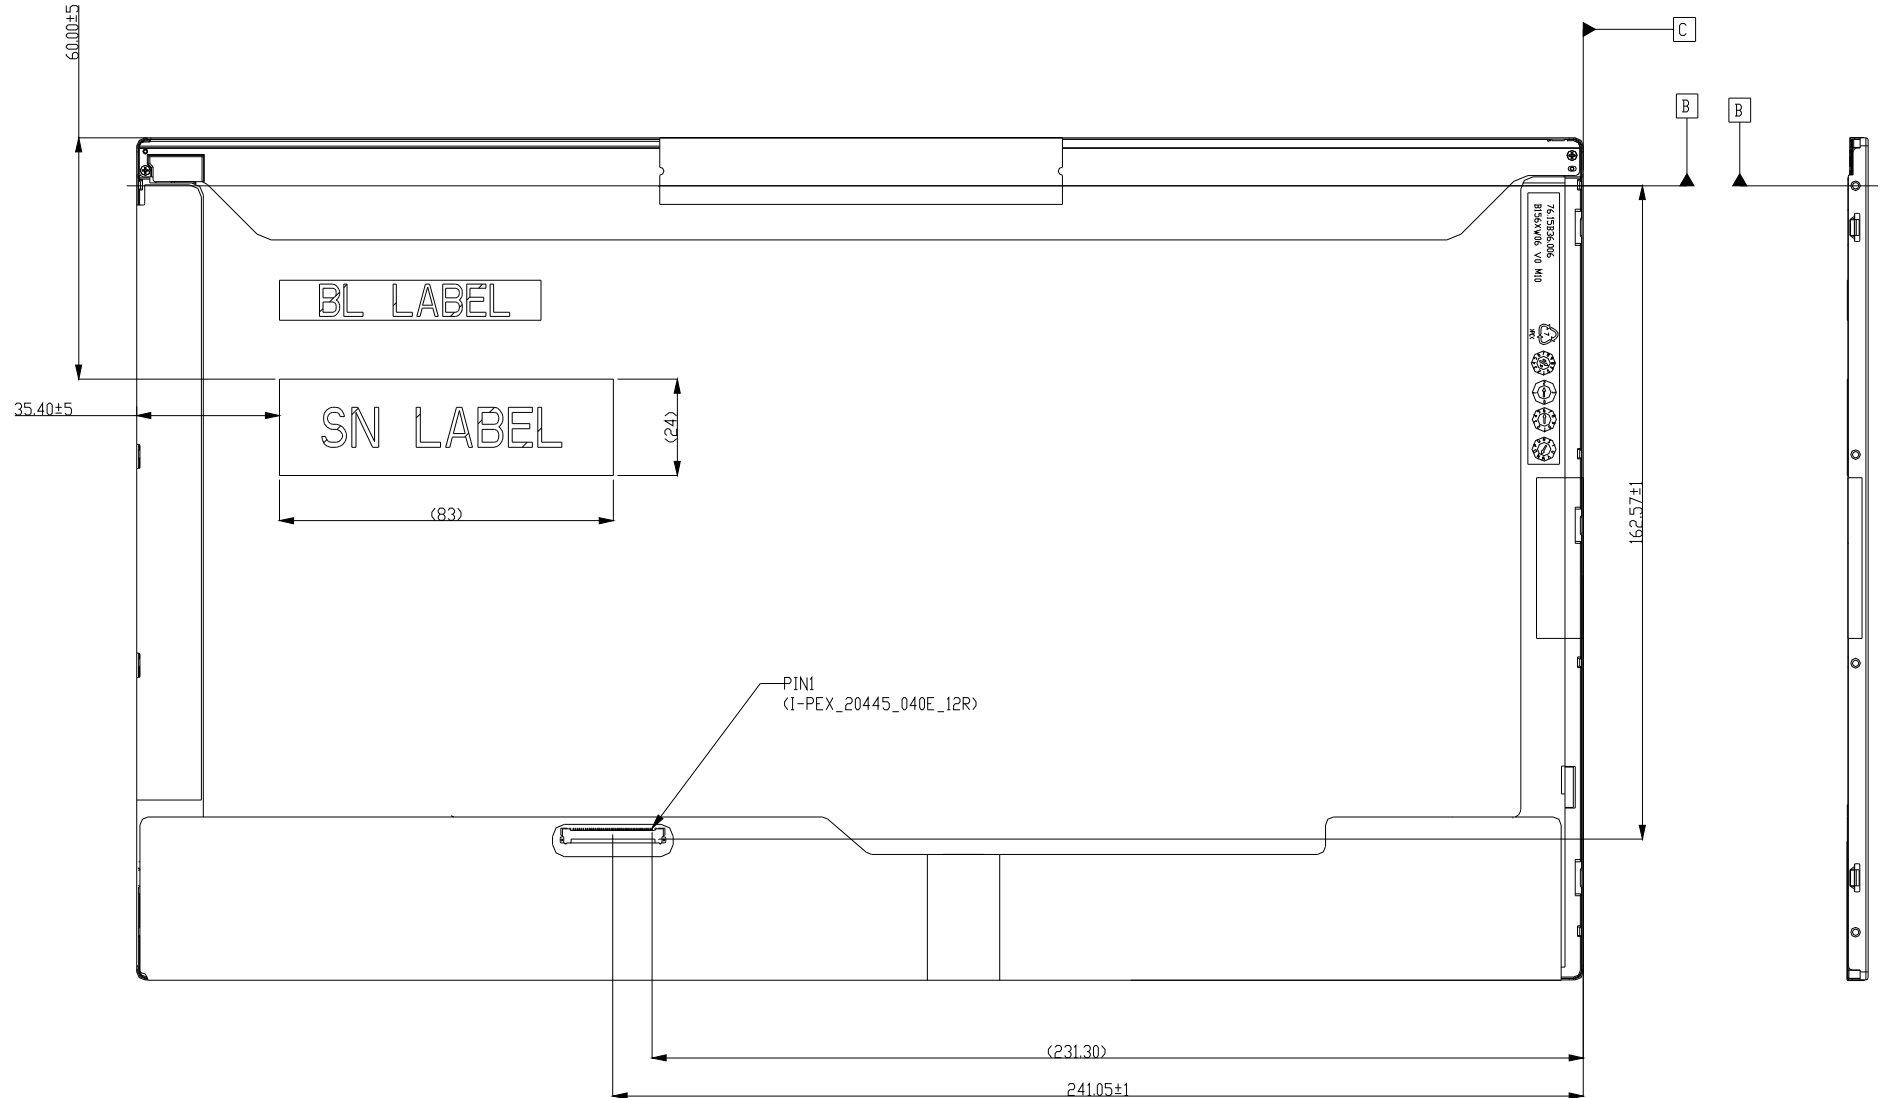 60.00±5
C
B
B
76.15B36.006
B156XW06 V0 M10
BL LABEL
35.40±5
SN LABEL
(24)
(83)
162.57±1
PIN1
(I-PEX_20445_040E_12R)
(231.30)
241.05±1